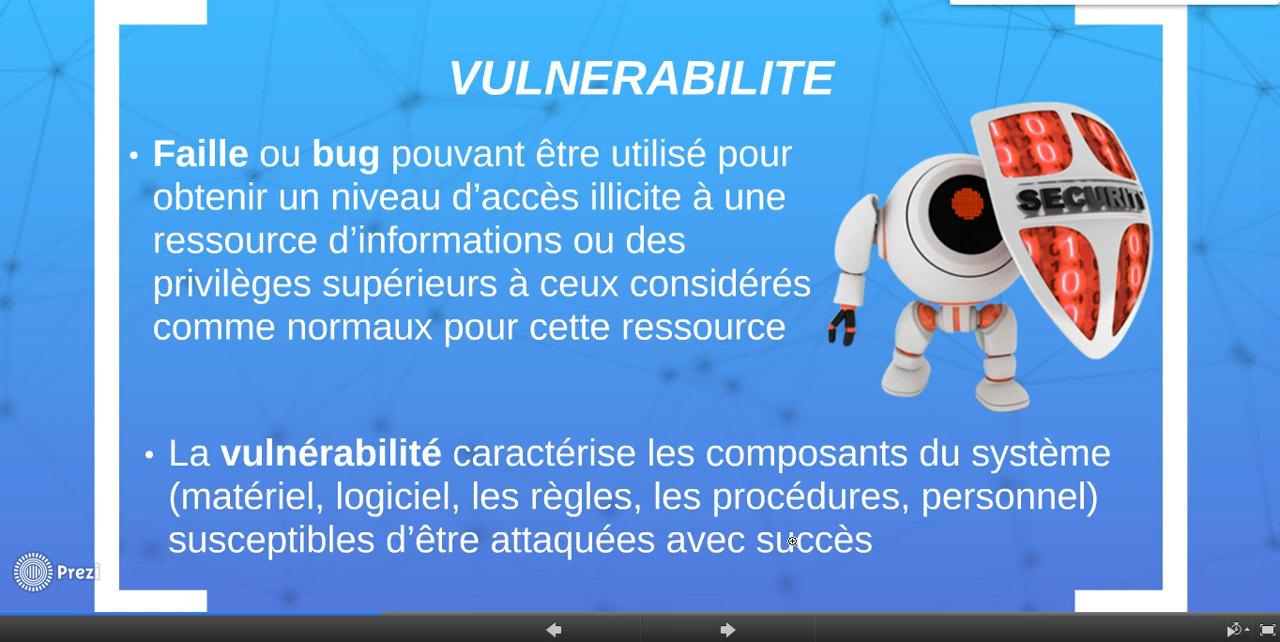 VULNERABILITE
• Faille ou bug pouvant être utilisé pour
obtenir un niveau d’accès illicite à une
ressource d’informations ou des
privilèges supérieurs à ceux considérés
comme normaux pour cette ressource
SECURITY
• La vulnérabilité caractérise les composants du système
(matériel, logiciel, les règles, les procédures, personnel)
susceptibles d’être attaquées avec succès
Prezi